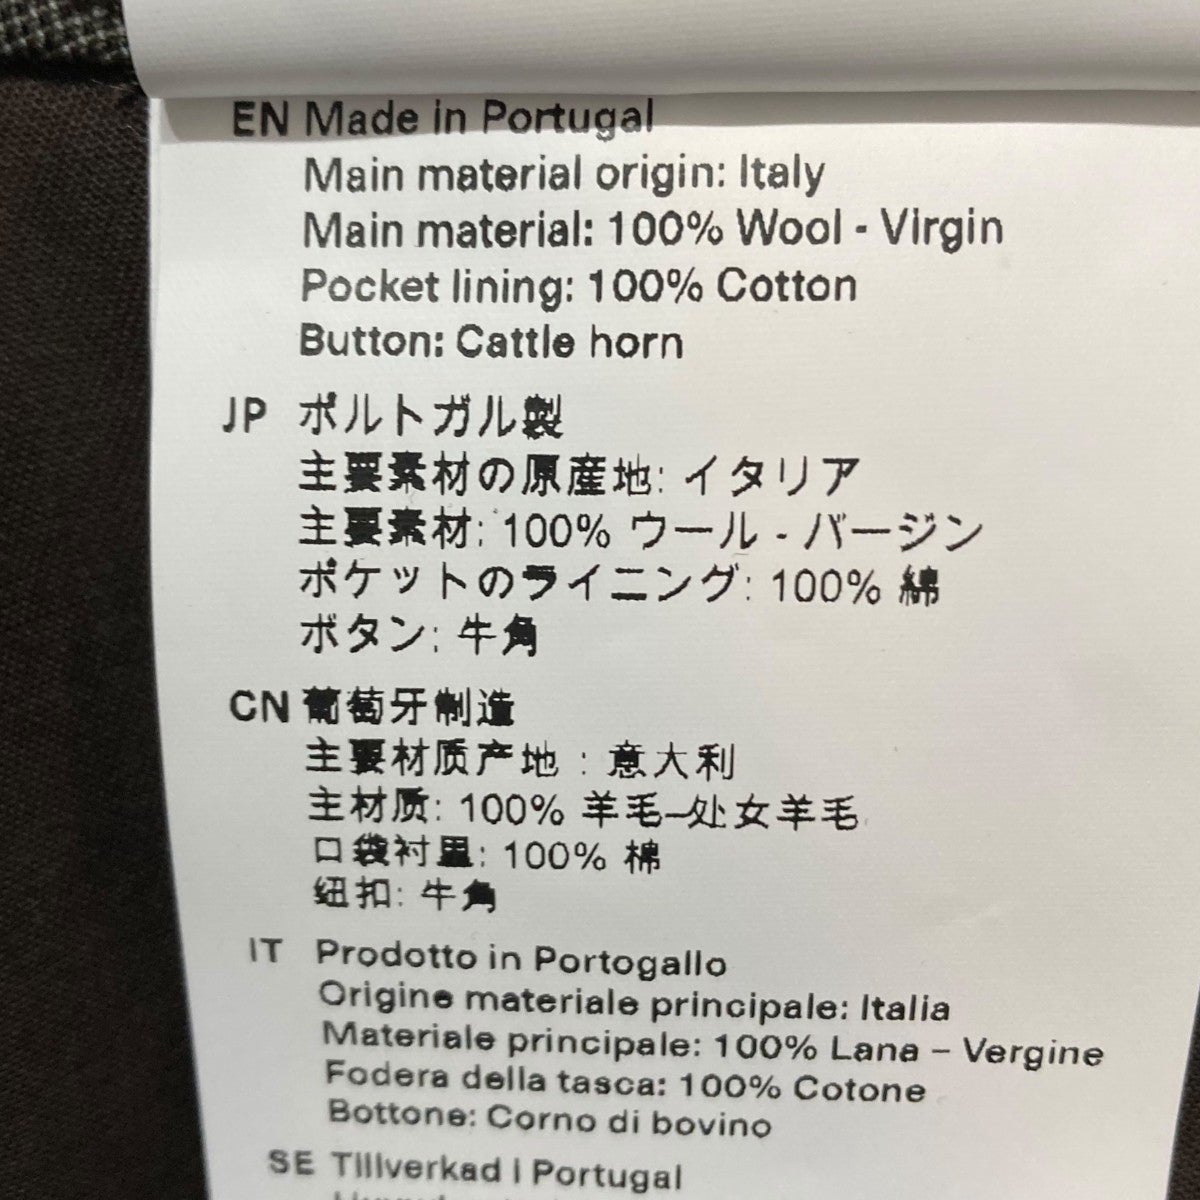 EN Made in Portugal
Main material origin: Italy
Main material: 100% Wool - Virgin
Pocket lining: 100% Cotton
Button: Cattle horn
JP ポルトガル製
主要素材の原産地: イタリア
主要素材: 100% ウール - バージン
ポケットのライニング: 100% 綿
ボタン: 牛角
CN 葡萄牙制造
主要材质产地：意大利
主材质: 100% 羊毛–处女羊毛
口袋衬里: 100% 棉
纽扣: 牛角
IT Prodotto in Portogallo
Origine materiale principale: Italia
Materiale principale: 100% Lana – Vergine
Fodera della tasca: 100% Cotone
Bottone: Corno di bovino
SE Tillverkad i Portugal